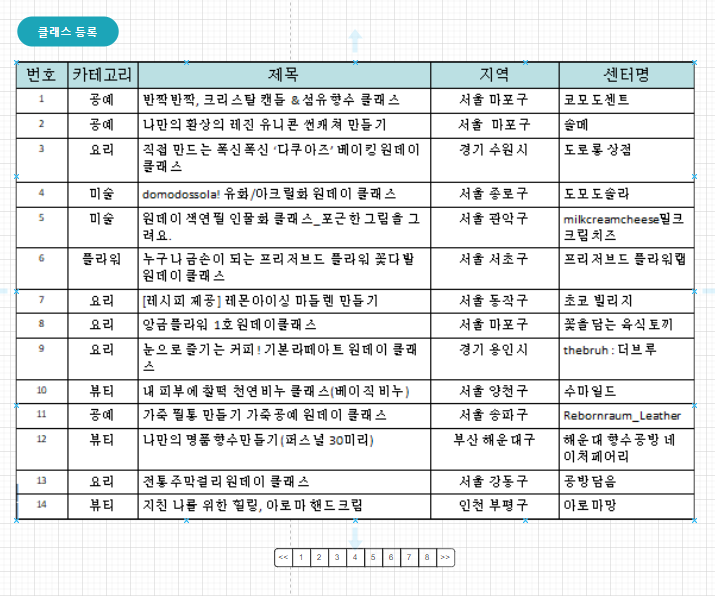 클래스 등록
번호 카테고리 제목 지역 센터명
1 공예 반짝반짝, 크리스탈 캔들 &섬유향수 클래스 서울 마포구 코모도센트
2 공예 나만의 환상의 레진 유니콘 썬캐쳐 만들기 서울 마포구 솔메
3 요리 직접 만드는 폭신폭신 ‘다쿠아즈’ 베이킹 원데이 경기 수원시 도로롱 상점
클래스
4 미술 domodossola! 유화/아크릴화 원데이 클래스 서울 종로구 도모도솔라
5 미술 원데이 색연필 인물화 클래스_포근한 그림을 그 서울 관악구 milkcreamcheese밀크
려요. 크림치즈
6 플라워 누구나 금손이 되는 프리저브드 플라워 꽃다발 서울 서초구 프리저브드 플라워랩
원데이 클래스
7 요리 [레시피 제공] 레몬아이싱 마들렌 만들기 서울 동작구 초코 빌리지
8 요리 앙금플라워 1호 원데이클래스 서울 마포구 꽃을담는 육식토끼
9 요리 눈으로 즐기는 커피! 기본라떼아트 원데이 클래 경기 용인시 thebruh : 더브루
스
10 뷰티 내 피부에 찰떡 천연비누 클래스(베이직 비누) 서울 양천구 수마일드
11 공예 가죽 필통 만들기 가죽공예 원데이 클래스 서울 송파구 Rebornraum_Leather
12 뷰티 나만의 명품향수만들기(퍼스널 30미리) 부산 해운대구 해운대 향수공방 네
이처페어리
13 요리 전통주막걸리 원데이 클래스 서울 강동구 공방담음
14 뷰티 지친 나를 위한 힐링, 아로마 핸드크림 인천 부평구 아로마망
<< 1 2 3 4 5 6 7 8 >>